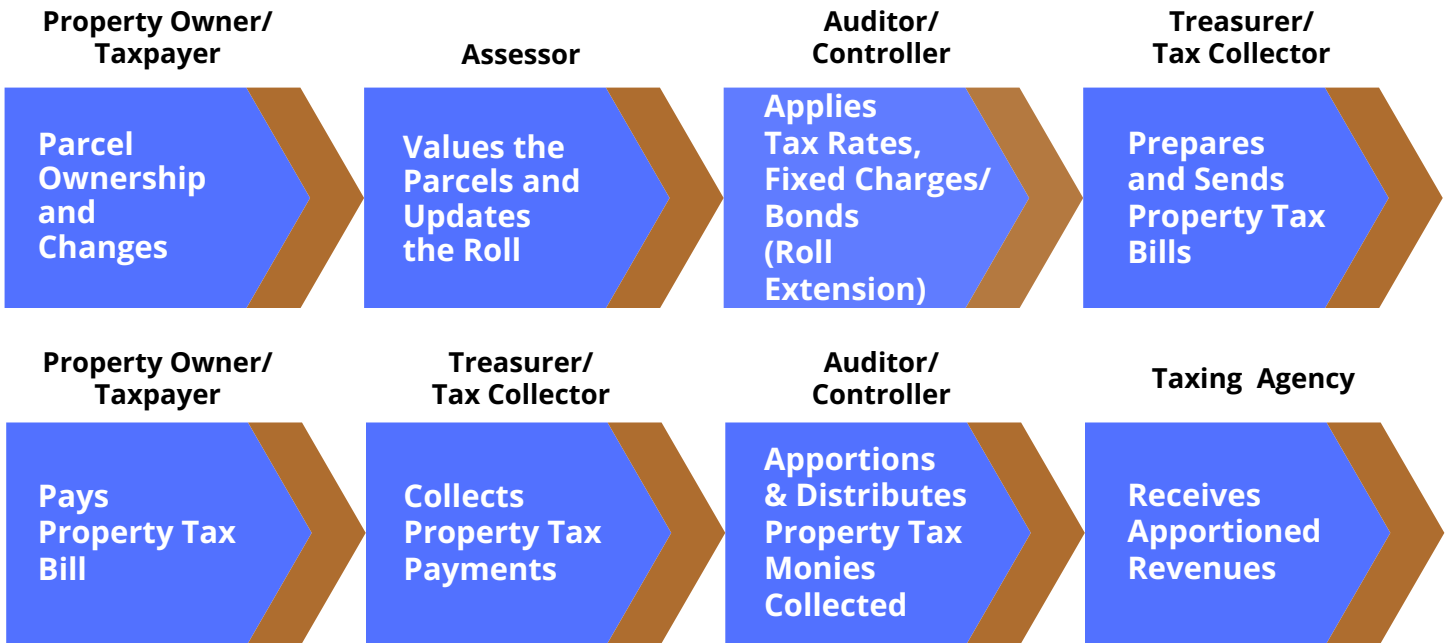 Property Owner/
Taxpayer
Assessor
Auditor/
Controller
Treasurer/
Tax Collector
Parcel
Ownership
and
Changes
Values the
Parcels and
Updates
the Roll
Applies
Tax Rates,
Fixed Charges/
Bonds
(Roll
Extension)
Prepares
and Sends
Property Tax
Bills
Property Owner/
Taxpayer
Treasurer/
Tax Collector
Auditor/
Controller
Taxing Agency
Pays
Property Tax
Bill
Collects
Property Tax
Payments
Apportions
& Distributes
Property Tax
Monies
Collected
Receives
Apportioned
Revenues